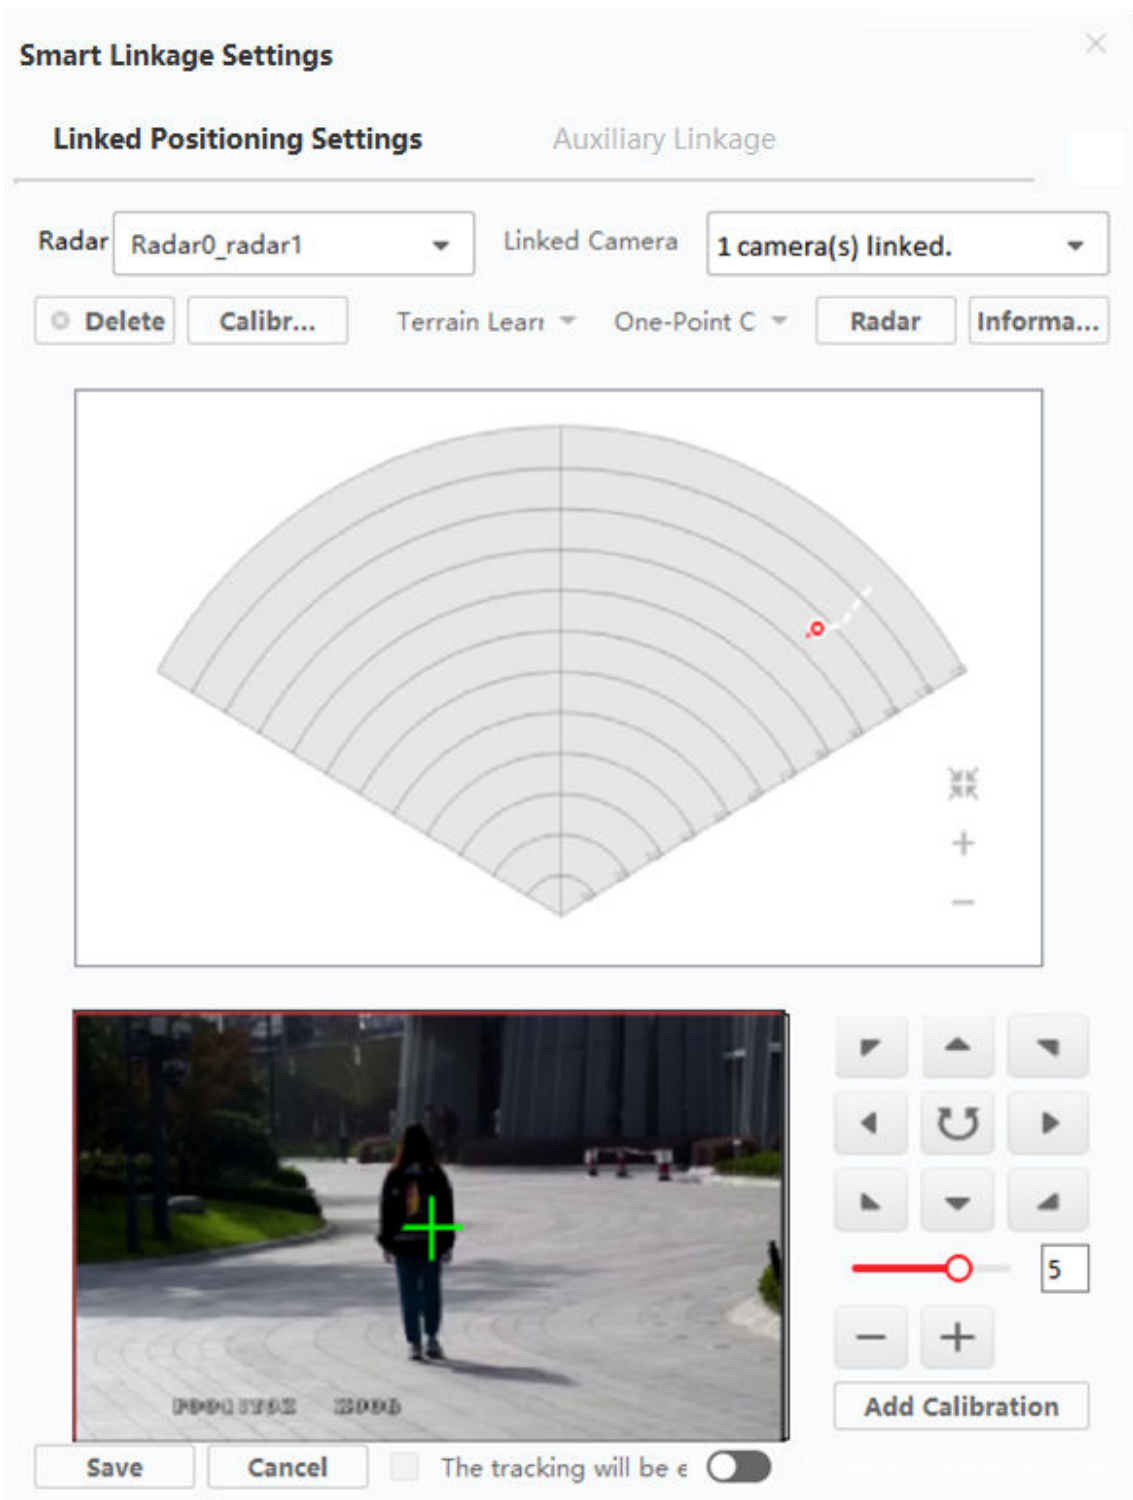 Smart Linkage Settings
Linked Positioning Settings Auxiliary Linkage
Radar Radar0_radar1 Linked Camera 1 camera(s) linked.
Delete Calibr... Terrain Lear One-Point C Radar Informa...
5
Add Calibration
Save Cancel The tracking will be e